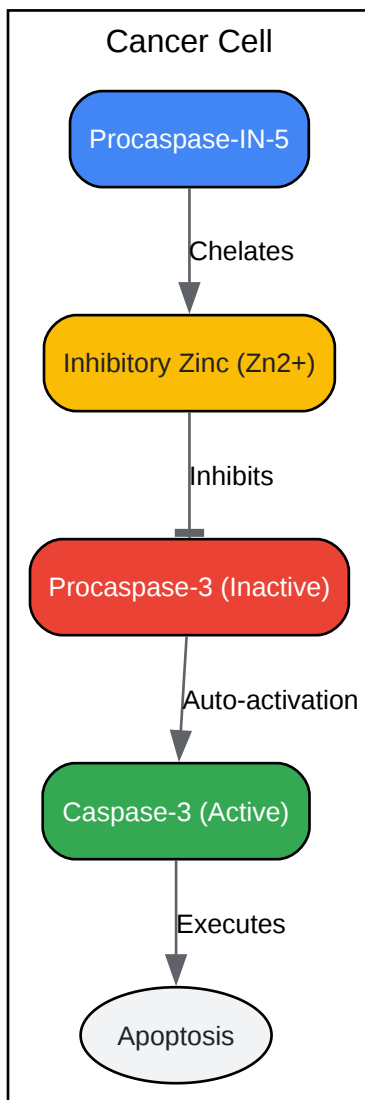 Cancer Cell
Procaspase-IN-5
Chelates
Inhibitory Zinc (Zn2+)
Inhibits
Procaspase-3 (Inactive)
Auto-activation
Caspase-3 (Active)
Executes
Apoptosis